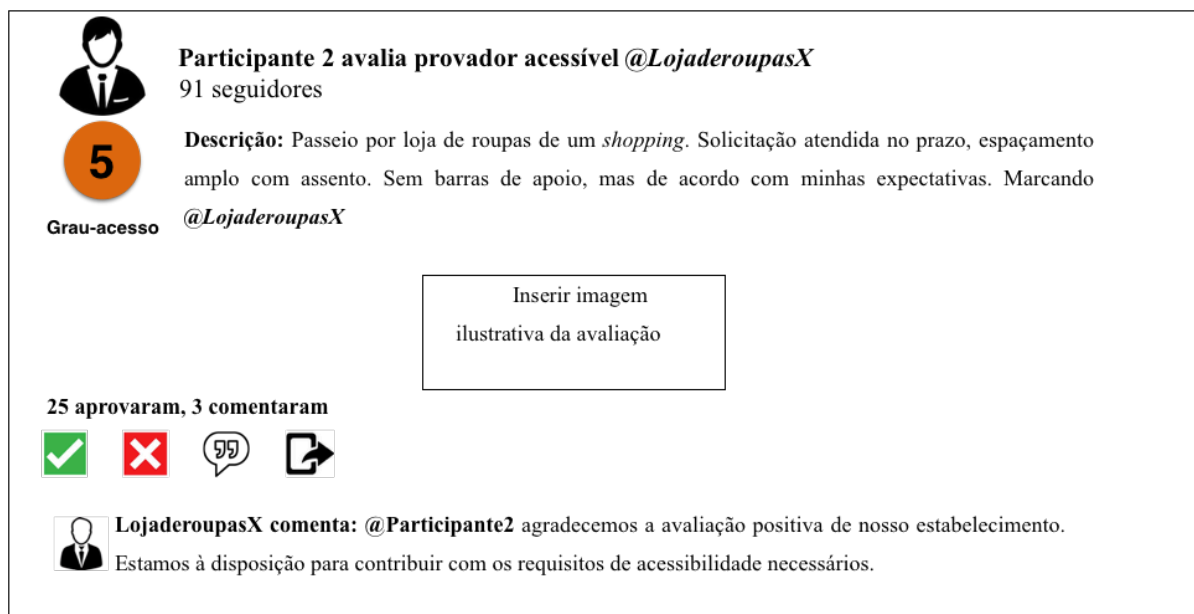 Participante 2 avalia provador acessível @LojaderoupasX
91 seguidores
5
Grau-acesso
Descrição: Passeio por loja de roupas de um shopping. Solicitação atendida no prazo, espaçamento
amplo com assento. Sem barras de apoio, mas de acordo com minhas expectativas. Marcando
@LojaderoupasX
Inserir imagem
ilustrativa da avaliação
25 aprovaram, 3 comentaram
LojaderoupasX comenta: @Participante2 agradecemos a avaliação positiva de nosso estabelecimento.
Estamos à disposição para contribuir com os requisitos de acessibilidade necessários.